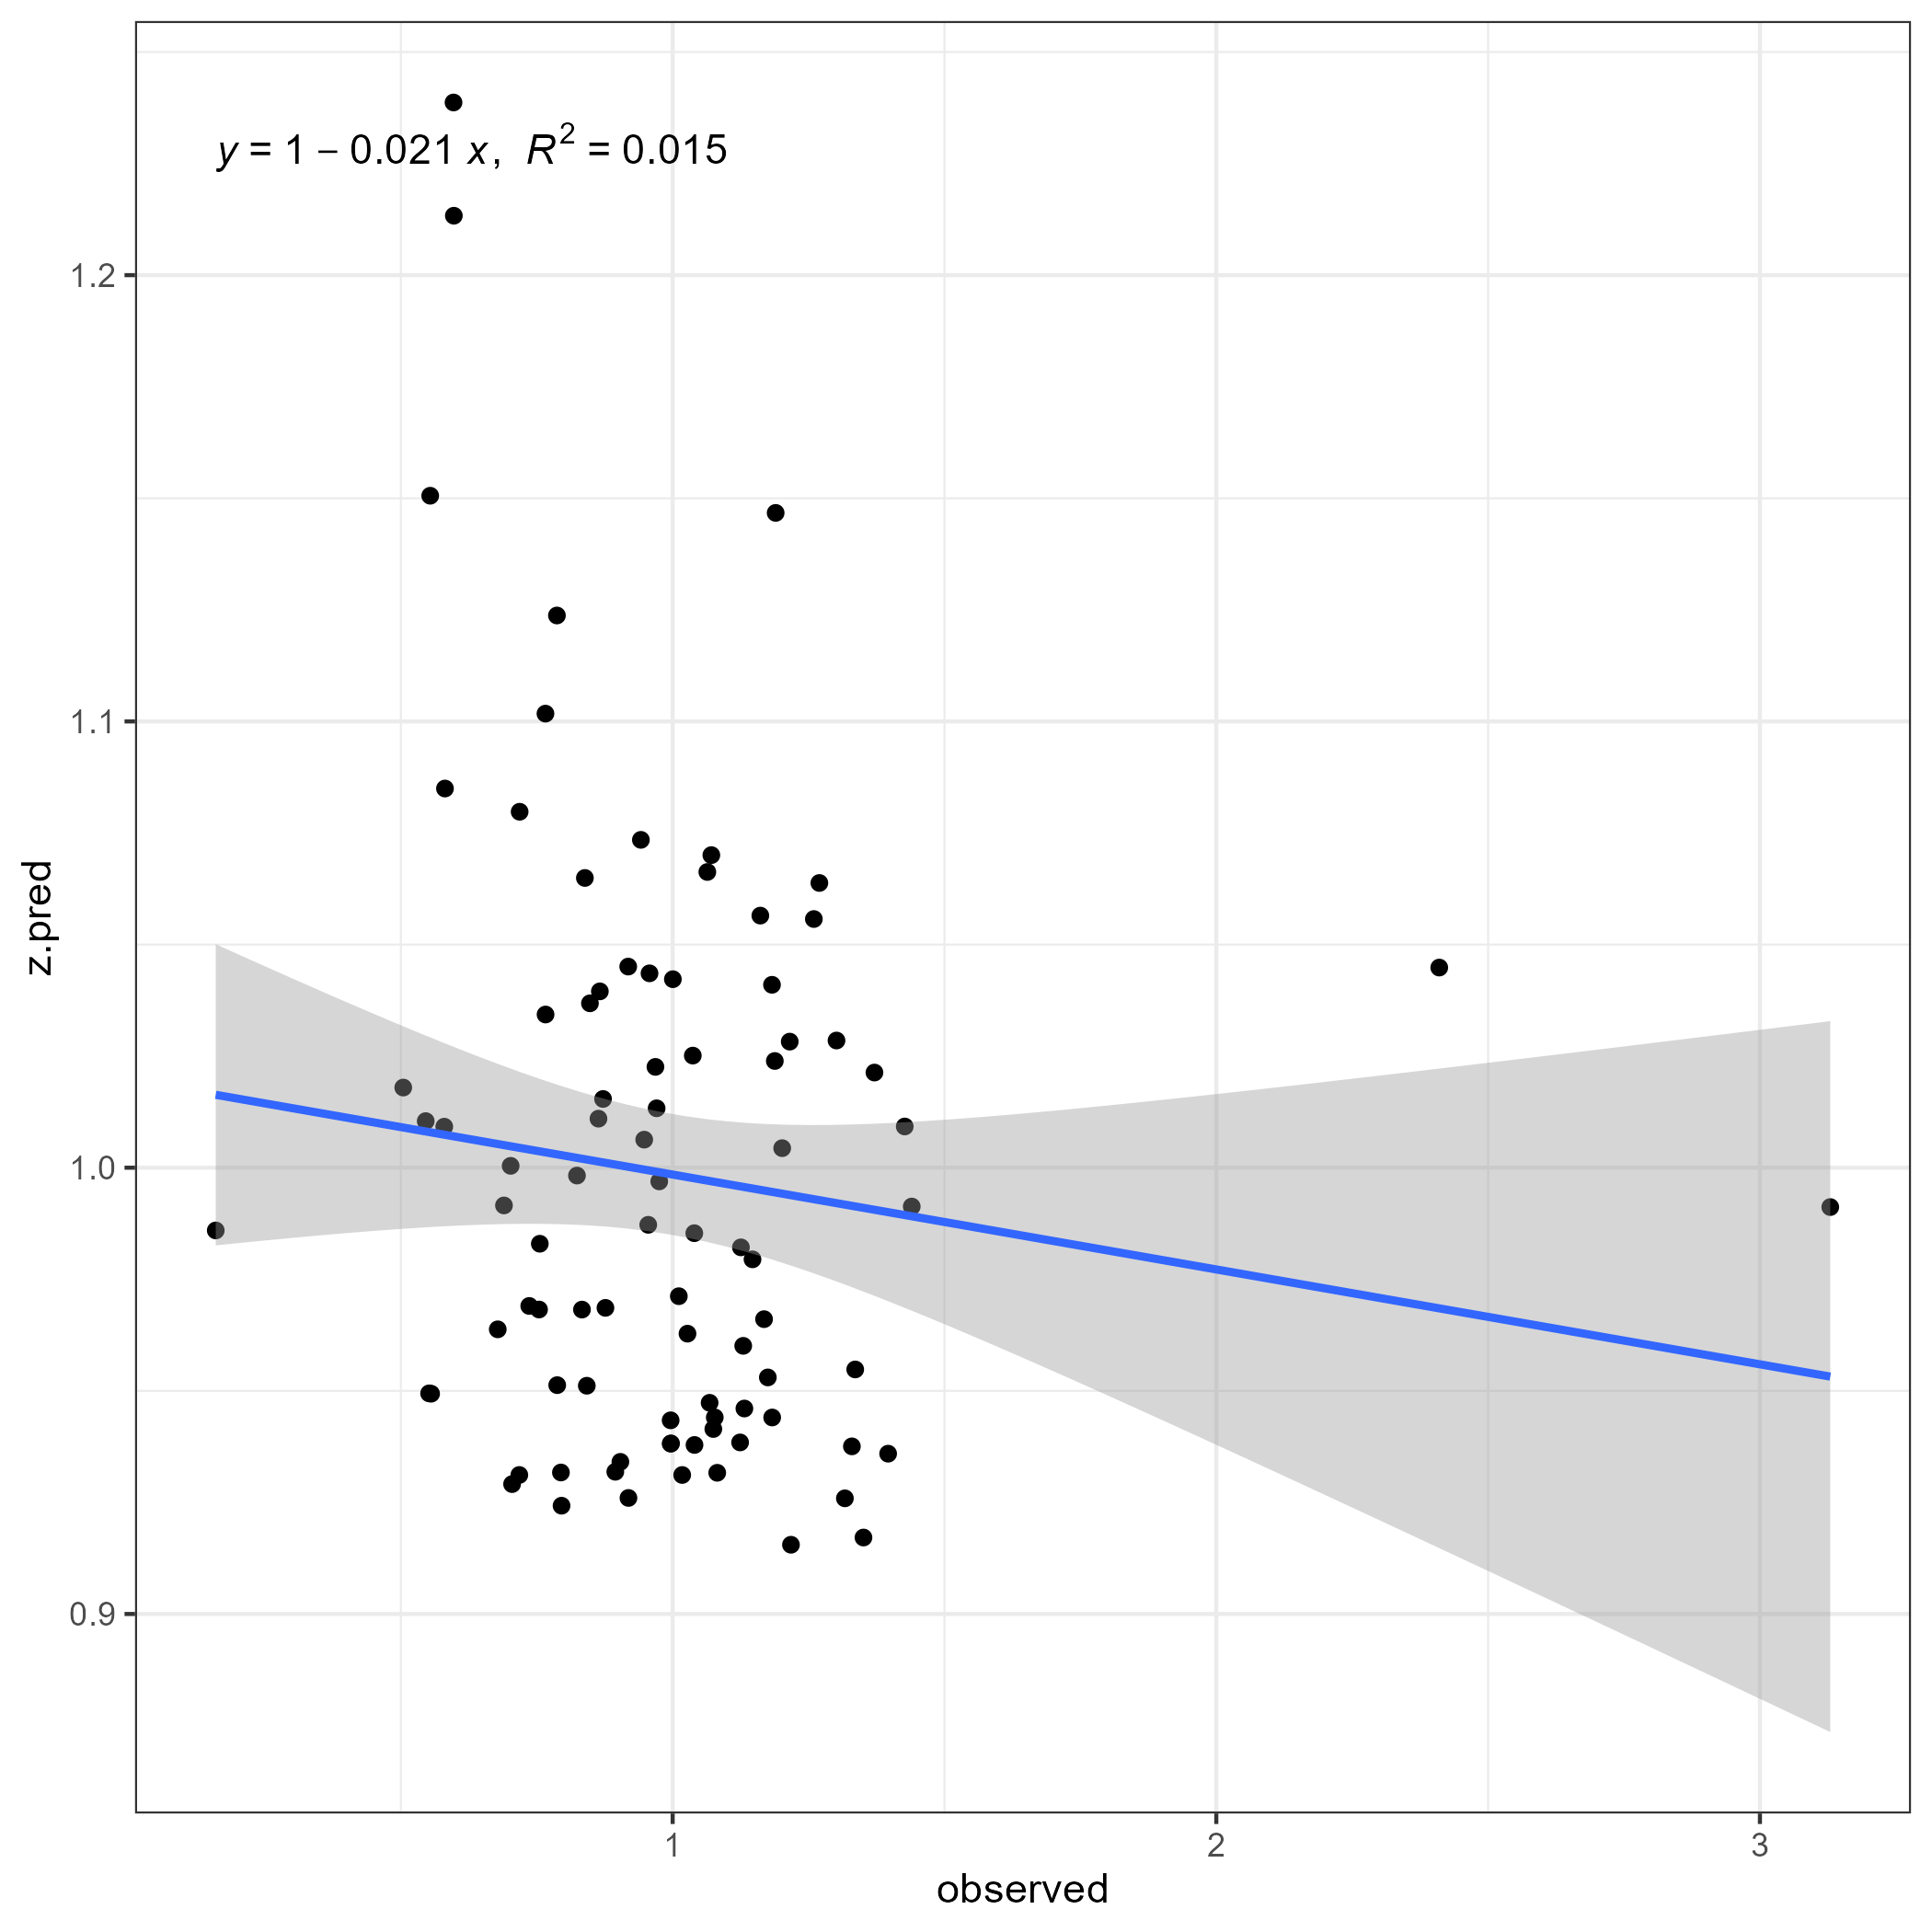 y = 1 – 0.021 x, R² = 0.015
1.2
1.1
1.0
0.9
z.pred
1 2 3
observed